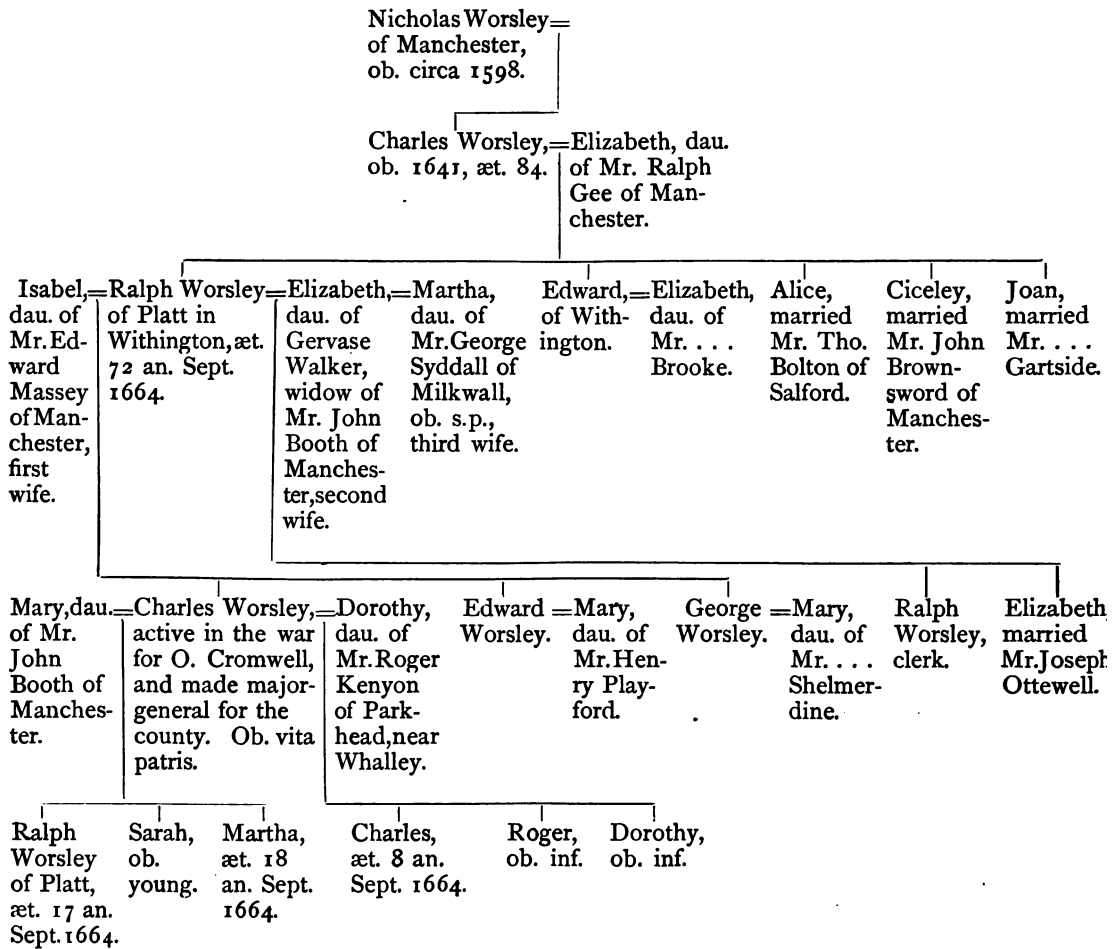 Nicholas Worsley=
of Manchester,
ob. circa 1598.
Charles Worsley,=
ob. 1641, æt. 84.
Elizabeth, dau.
of Mr. Ralph
Gee of Man-
chester.
Isabel,=
dau. of
Mr. Ed-
ward
Massey
of Man-
chester,
first
wife.
Ralph Worsley=
of Platt in
Withington, æt.
72 an. Sept.
1664.
Elizabeth,=
dau. of
Gervase
Walker,
widow of
Mr. John
Booth of
Manches-
ter, second
wife.
Martha,
dau. of
Mr. George
Syddall of
Milkwall,
ob. s.p.,
third wife.
Edward,=
of With-
ington.
Elizabeth,
dau. of
Mr. . . .
Brooke.
Alice,
married
Mr. Tho.
Bolton of
Salford.
Ciceley,
married
Mr. John
Brown-
sword of
Manches-
ter.
Joan,
married
Mr. . . .
Gartside.
Mary, dau.=
of Mr.
John
Booth of
Manches-
ter.
Charles Worsley,=
active in the war
for O. Cromwell,
and made major-
general for the
county. Ob. vita
patris.
Dorothy,
dau. of
Mr. Roger
Kenyon
of Park-
head, near
Whalley.
Edward =
Worsley.
Mary,
dau. of
Mr. Hen-
ry Play-
ford.
George =
Worsley.
Mary,
dau. of
Mr. . . .
Shelmer-
dine.
Ralph
Worsley,
clerk.
Elizabeth,
married
Mr. Joseph
Ottewell.
Ralph
Worsley
of Platt,
æt. 17 an.
Sept. 1664.
Sarah,
ob.
young.
Martha,
æt. 18
an. Sept.
1664.
Charles,
æt. 8 an.
Sept. 1664.
Roger,
ob. inf.
Dorothy,
ob. inf.